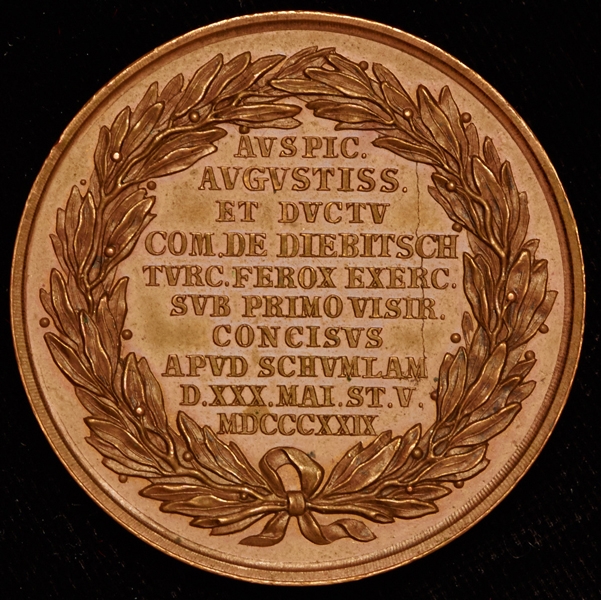 AVSPIC.
AVGVSTISS.
ET DVCTV
COM.DE DIEBITSCH
TVRC.FEROX EXERC.
SVB PRIMO VISIR.
CONCISVS
APVD SCHVMLAM
D.XXX.MAI.ST.V.
MDCCCXXIX